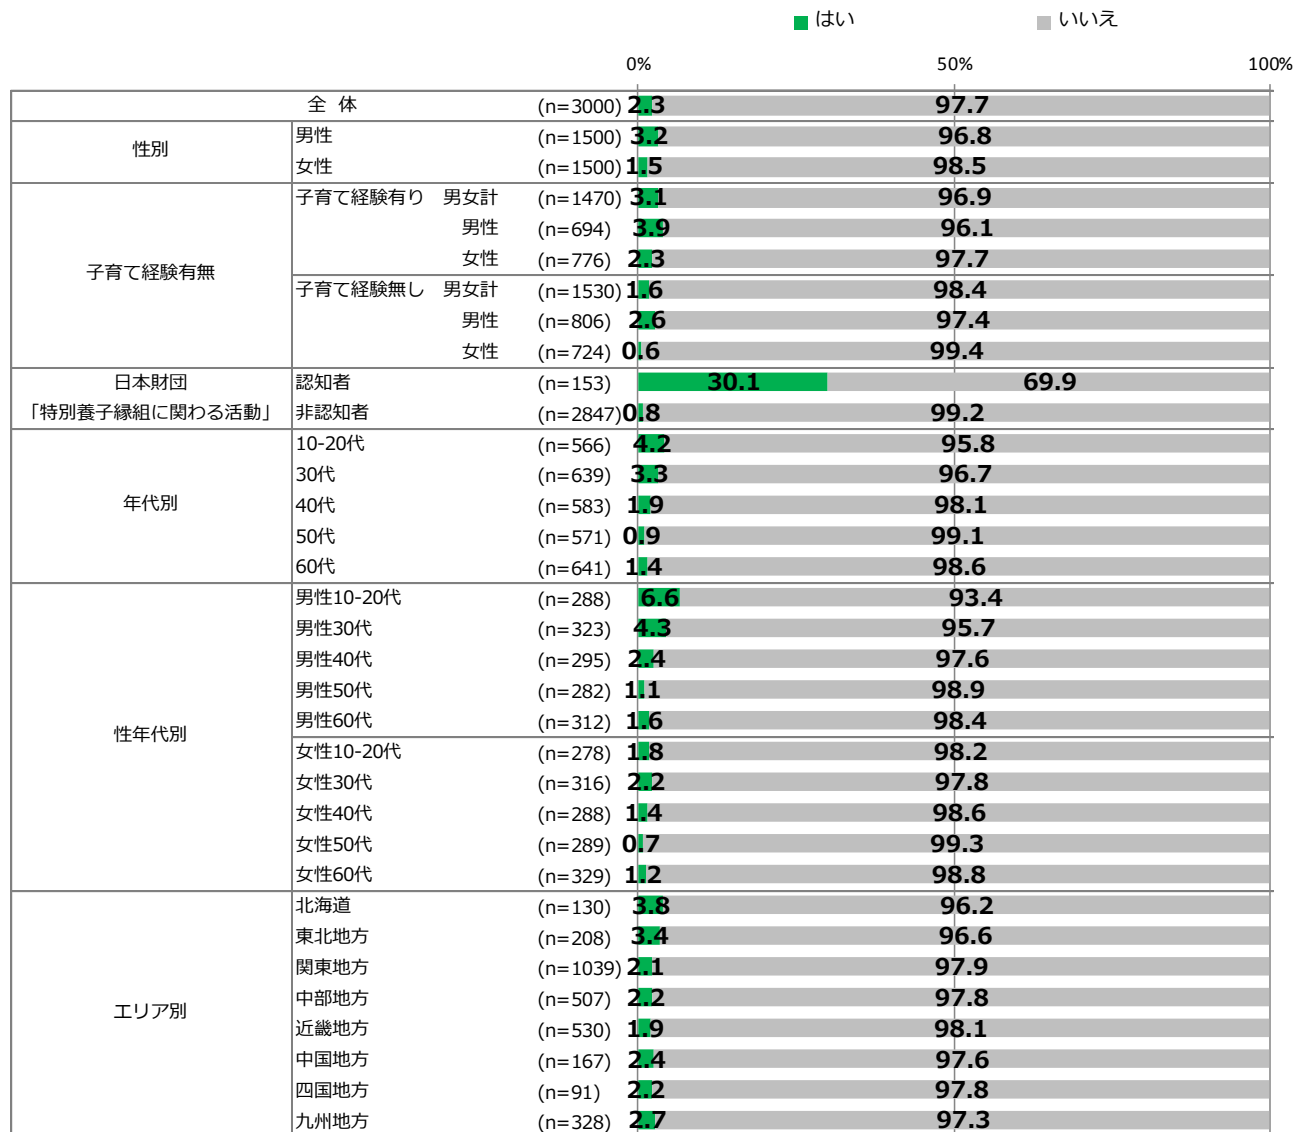 はい いいえ
0% 50% 100%
全 体 (n=3000) 2.3 97.7
性別
男性 (n=1500) 3.2 96.8
女性 (n=1500) 1.5 98.5
子育て経験有無
子育て経験有り 男女計 (n=1470) 3.1 96.9
男性 (n=694) 3.9 96.1
女性 (n=776) 2.3 97.7
子育て経験無し 男女計 (n=1530) 1.6 98.4
男性 (n=806) 2.6 97.4
女性 (n=724) 0.6 99.4
日本財団 認知者 (n=153) 30.1 69.9
「特別養子縁組に関わる活動」 非認知者 (n=2847) 0.8 99.2
年代別
10-20代 (n=566) 4.2 95.8
30代 (n=639) 3.3 96.7
40代 (n=583) 1.9 98.1
50代 (n=571) 0.9 99.1
60代 (n=641) 1.4 98.6
性年代別
男性10-20代 (n=288) 6.6 93.4
男性30代 (n=323) 4.3 95.7
男性40代 (n=295) 2.4 97.6
男性50代 (n=282) 1.1 98.9
男性60代 (n=312) 1.6 98.4
女性10-20代 (n=278) 1.8 98.2
女性30代 (n=316) 2.2 97.8
女性40代 (n=288) 1.4 98.6
女性50代 (n=289) 0.7 99.3
女性60代 (n=329) 1.2 98.8
エリア別
北海道 (n=130) 3.8 96.2
東北地方 (n=208) 3.4 96.6
関東地方 (n=1039) 2.1 97.9
中部地方 (n=507) 2.2 97.8
近畿地方 (n=530) 1.9 98.1
中国地方 (n=167) 2.4 97.6
四国地方 (n=91) 2.2 97.8
九州地方 (n=328) 2.7 97.3